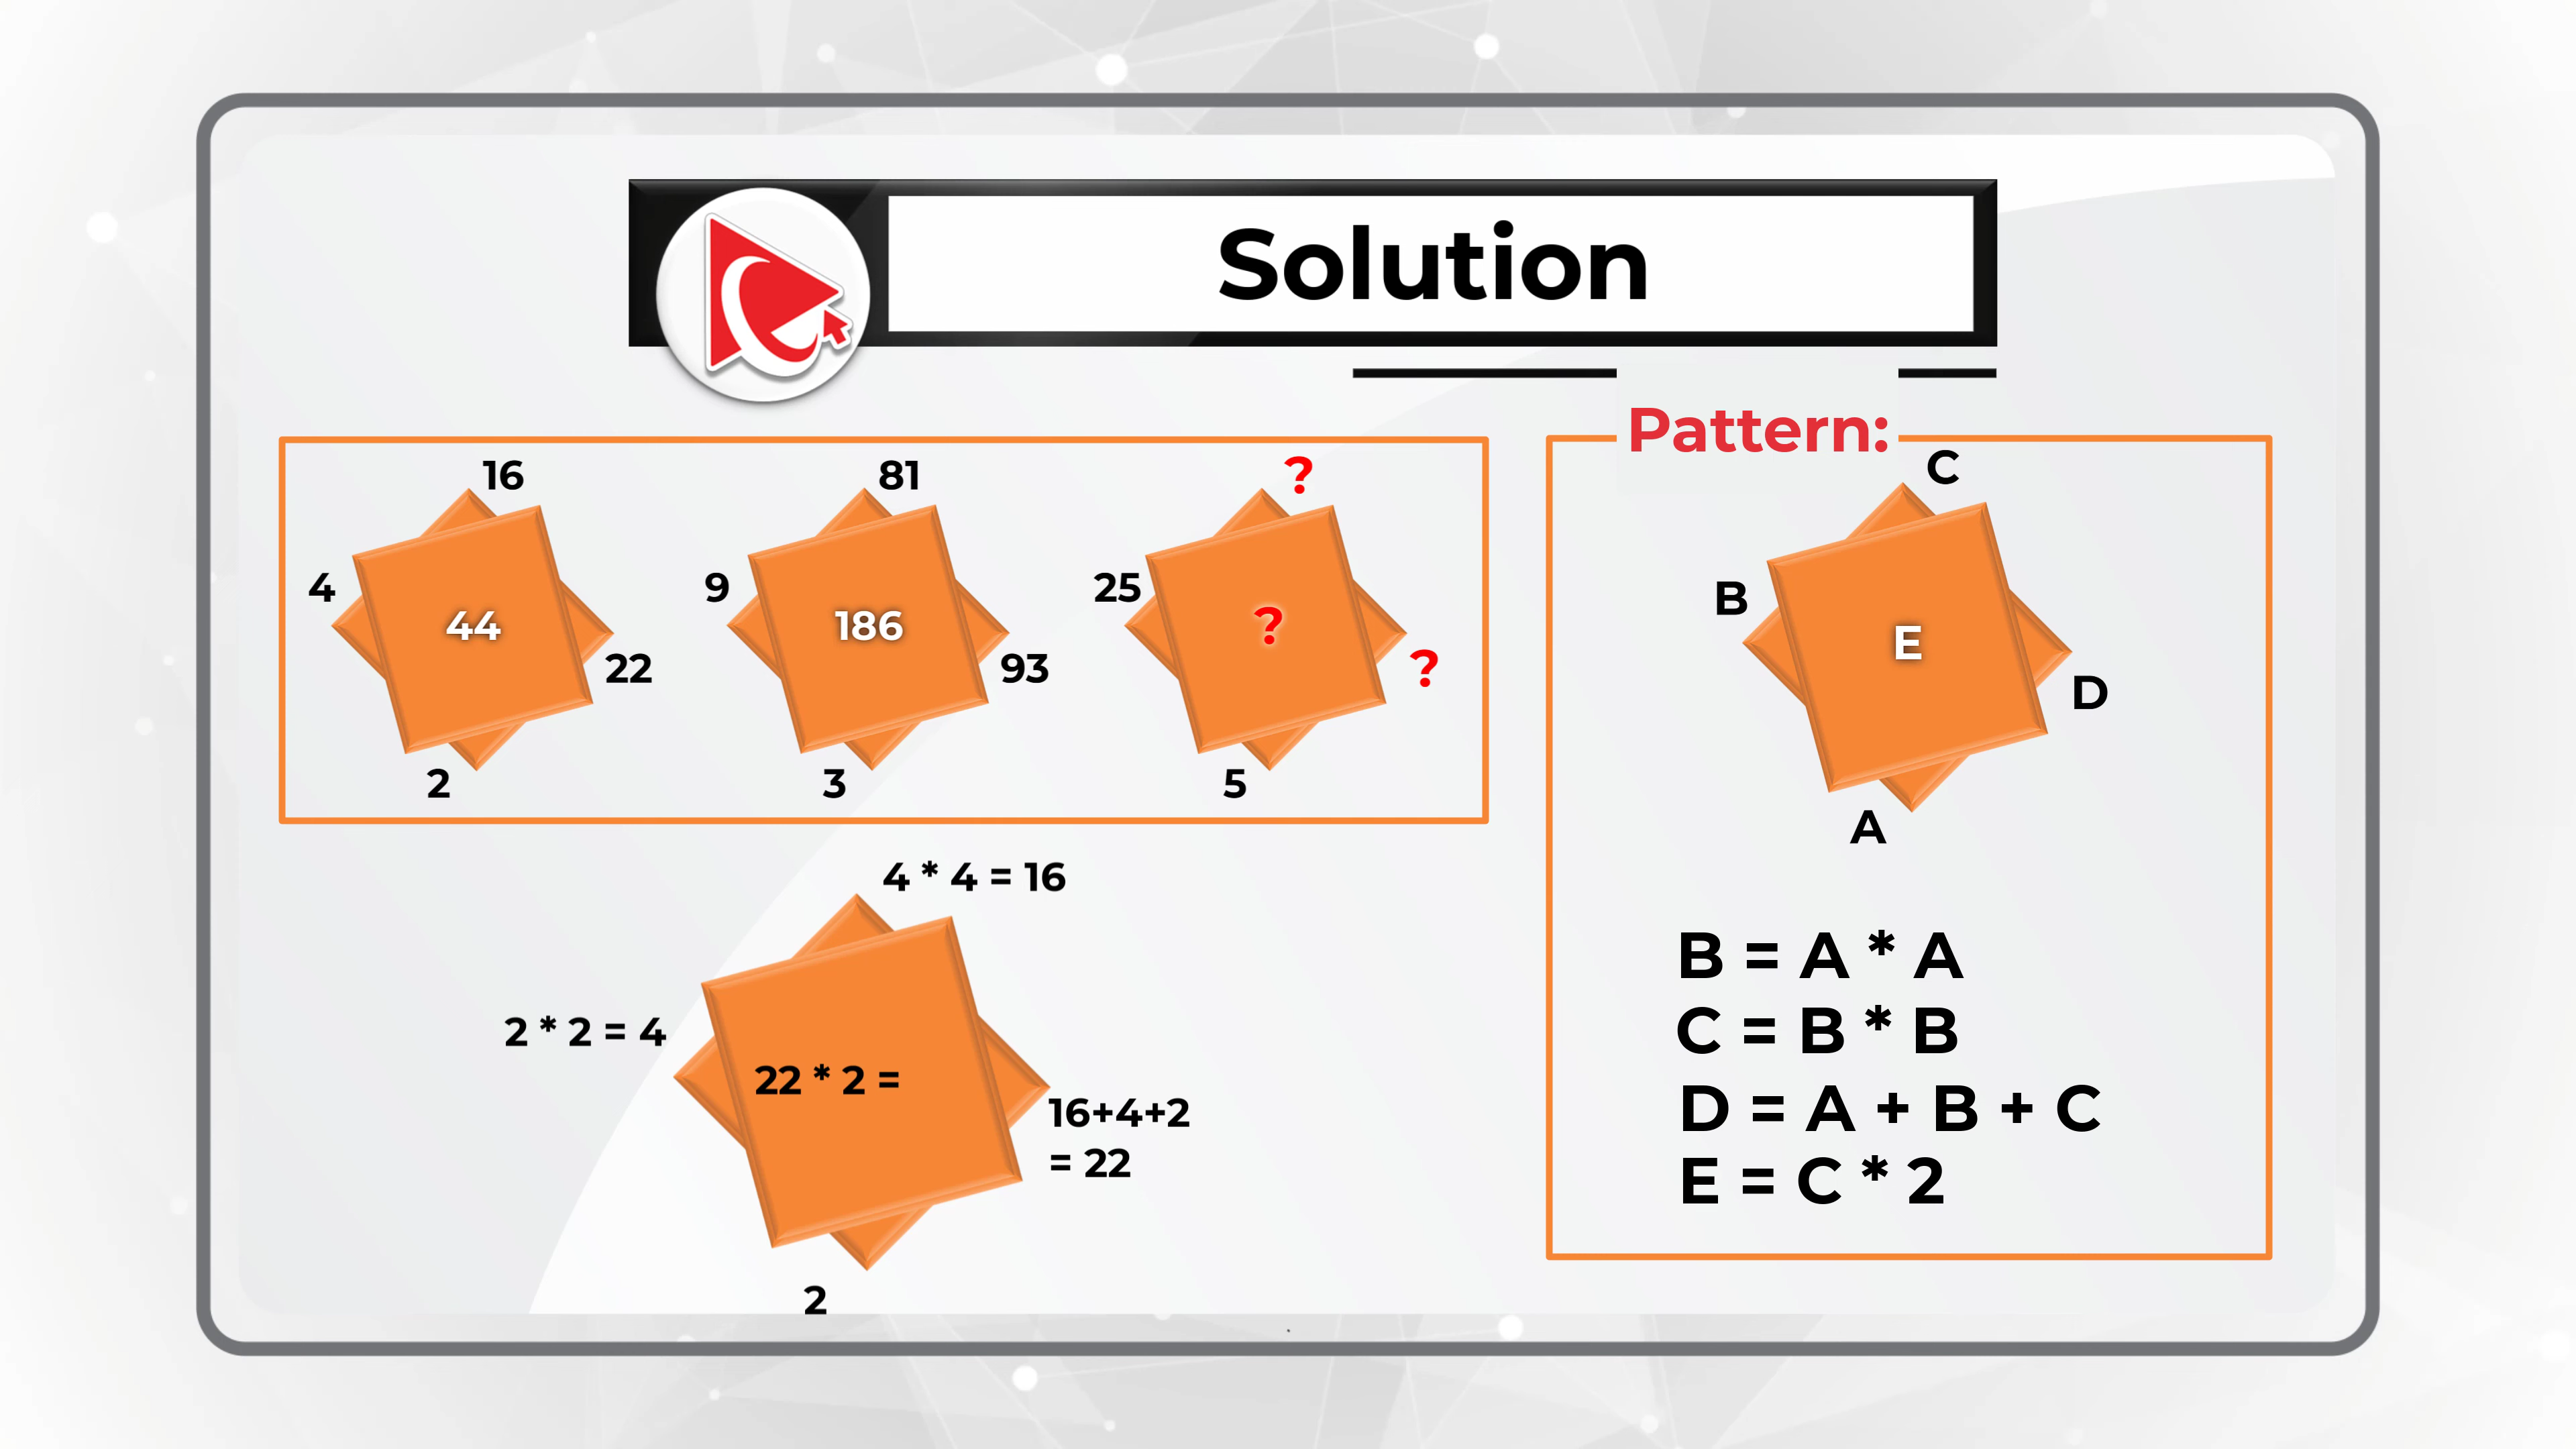 Solution
Pattern:
16
4
44
22
2
81
9
186
93
3
?
25
?
?
5
C
B
E
D
A
4 * 4 = 16
2 * 2 = 4
22 * 2 =
16+4+2
= 22
2
B = A * A
C = B * B
D = A + B + C
E = C * 2